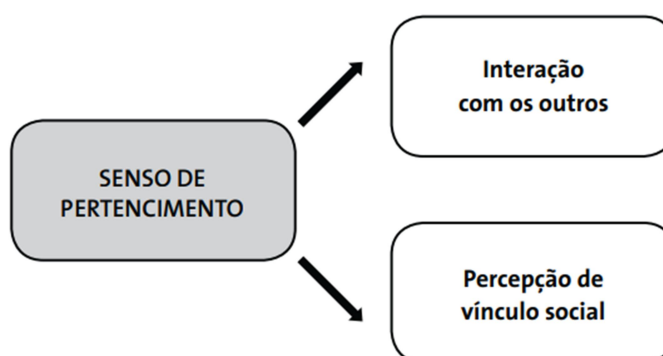 Interação
com os outros
SENSO DE
PERTENCIMENTO
Percepção de
vínculo social